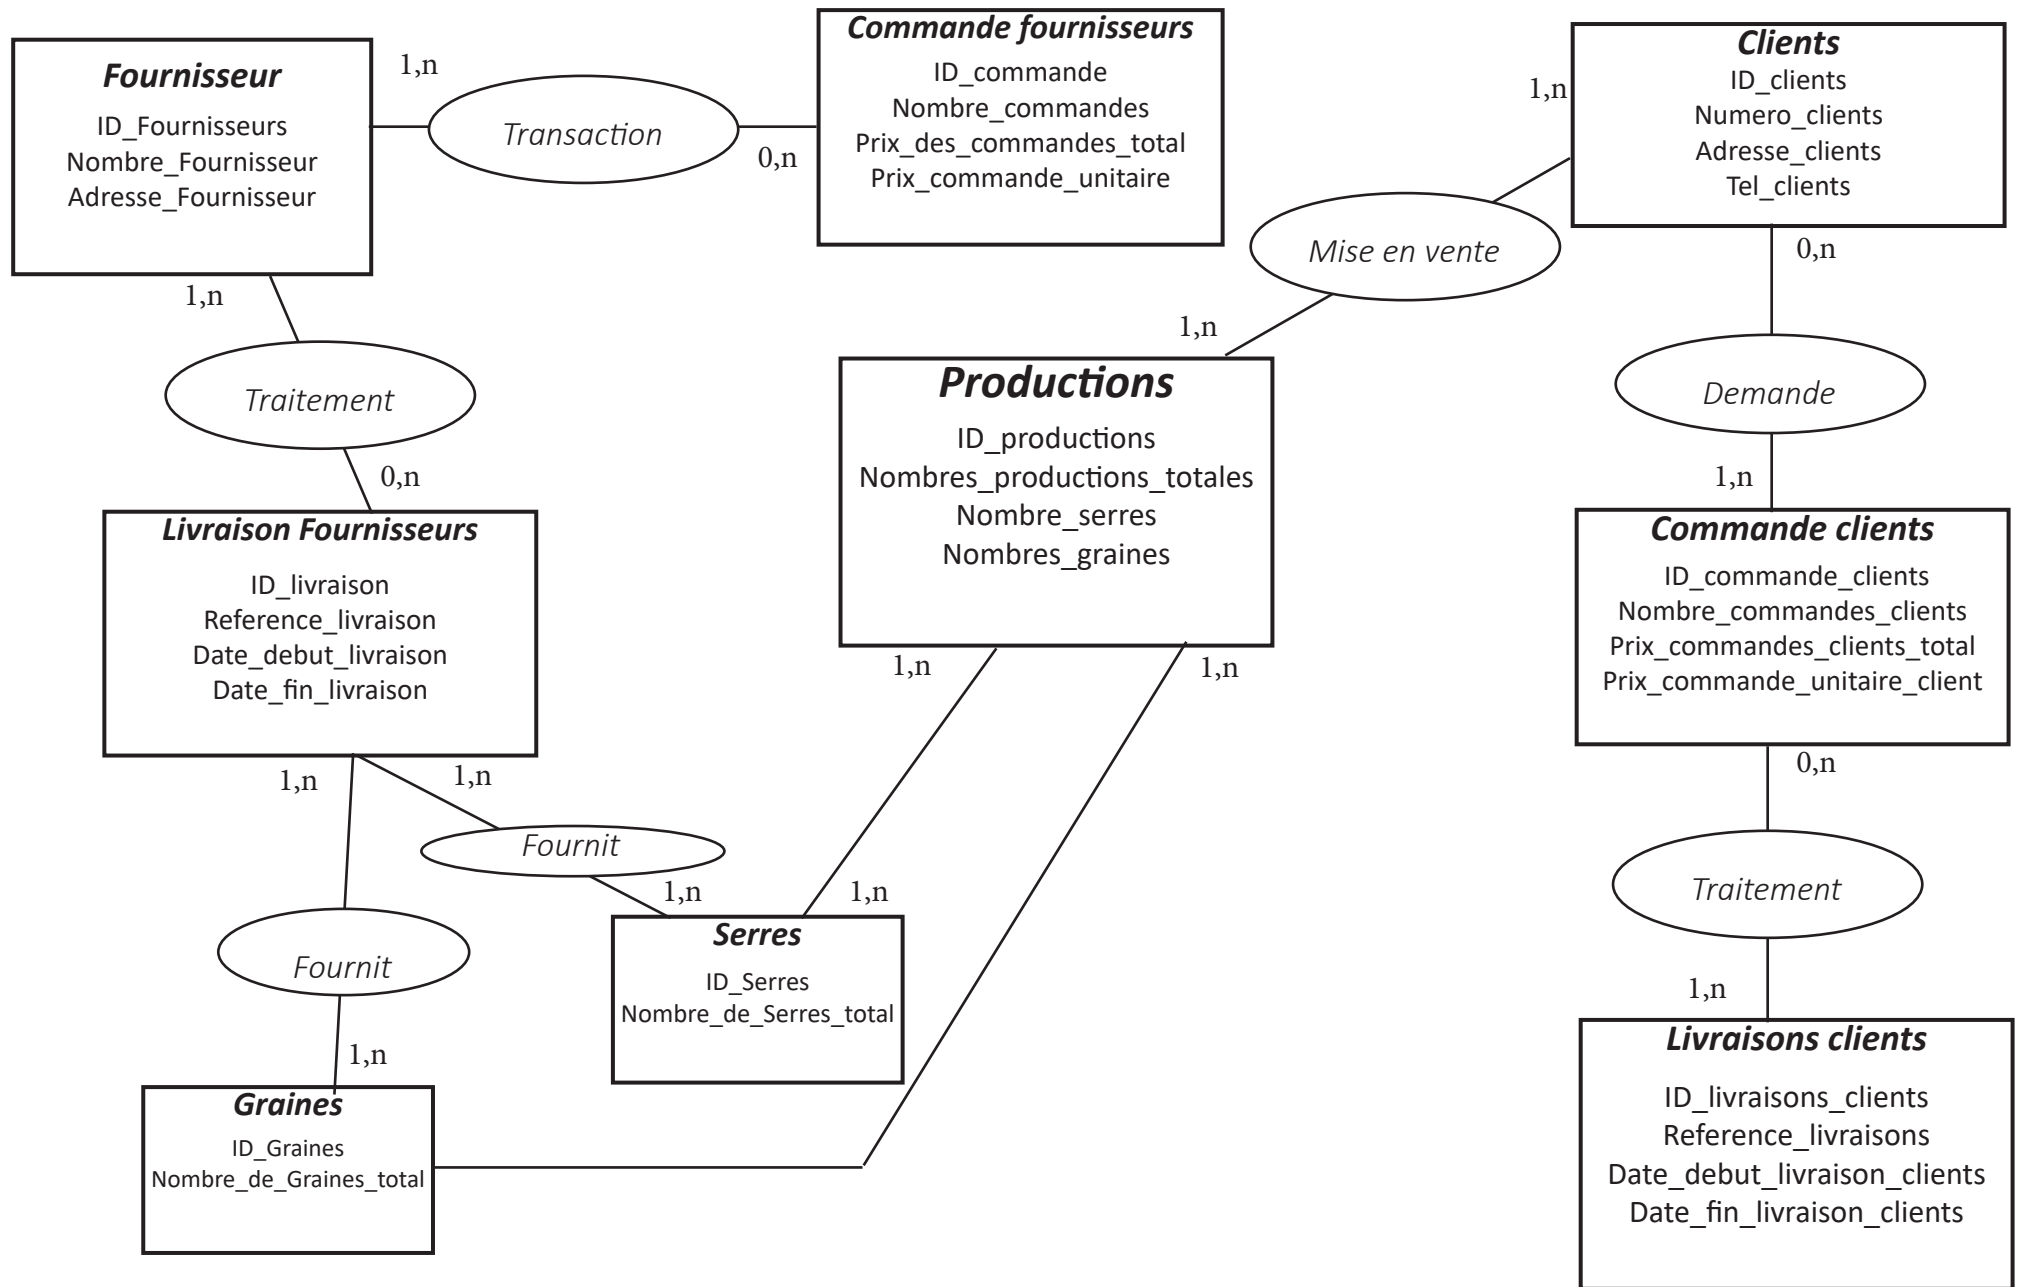 Fournisseur
ID_Fournisseurs
Nombre_Fournisseur
Adresse_Fournisseur
1,n
Transaction
0,n
Commande fournisseurs
ID_commande
Nombre_commandes
Prix_des_commandes_total
Prix_commande_unitaire
Clients
ID_clients
Numero_clients
Adresse_clients
Tel_clients
1,n
Mise en vente
1,n
0,n
Demande
1,n
1,n
Traitement
0,n
Livraison Fournisseurs
ID_livraison
Reference_livraison
Date_debut_livraison
Date_fin_livraison
Productions
ID_productions
Nombres_productions_totales
Nombre_serres
Nombres_graines
1,n
1,n
Commande clients
ID_commande_clients
Nombre_commandes_clients
Prix_commandes_clients_total
Prix_commande_unitaire_client
0,n
Traitement
1,n
1,n
1,n
Fournit
1,n
1,n
Serres
ID_Serres
Nombre_de_Serres_total
Fournit
1,n
Graines
ID_Graines
Nombre_de_Graines_total
Livraisons clients
ID_livraisons_clients
Reference_livraisons
Date_debut_livraison_clients
Date_fin_livraison_clients